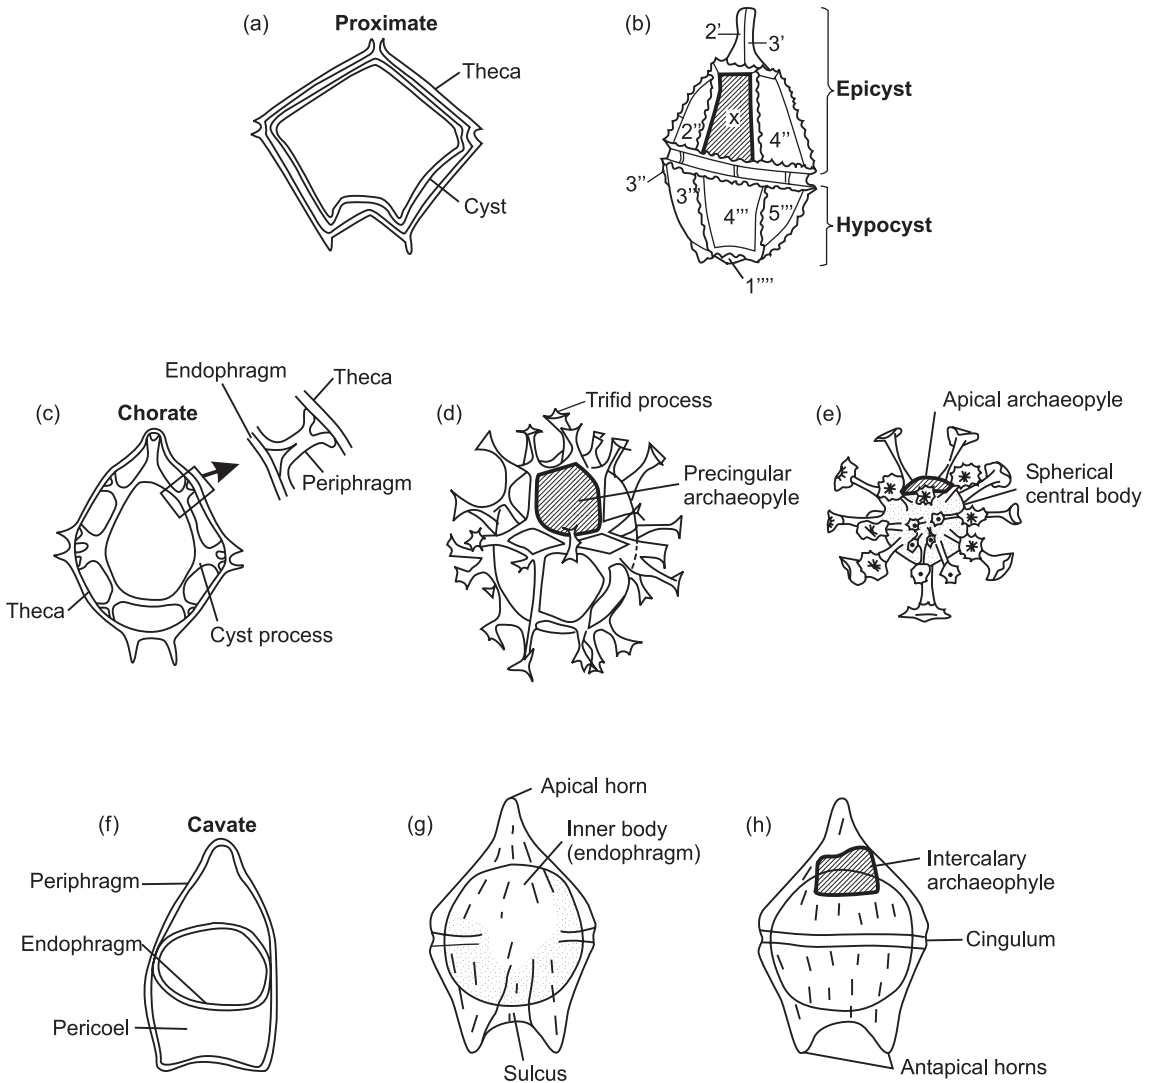 (a)
Proximate
Theca
Cyst
(b)
2'
3'
Epicyst
2''
x
4''
3''
3'''
4'''
5'''
Hypocyst
1''''
(c)
Chorate
Endophragm
Theca
Periphragm
Theca
Cyst process
(d)
Trifid process
Precingular
archaeopyle
(e)
Apical archaeopyle
Spherical
central body
(f)
Cavate
Periphragm
Endophragm
Pericoel
(g)
Apical horn
Inner body
(endophragm)
Sulcus
(h)
Intercalary
archaeophyle
Cingulum
Antapical horns